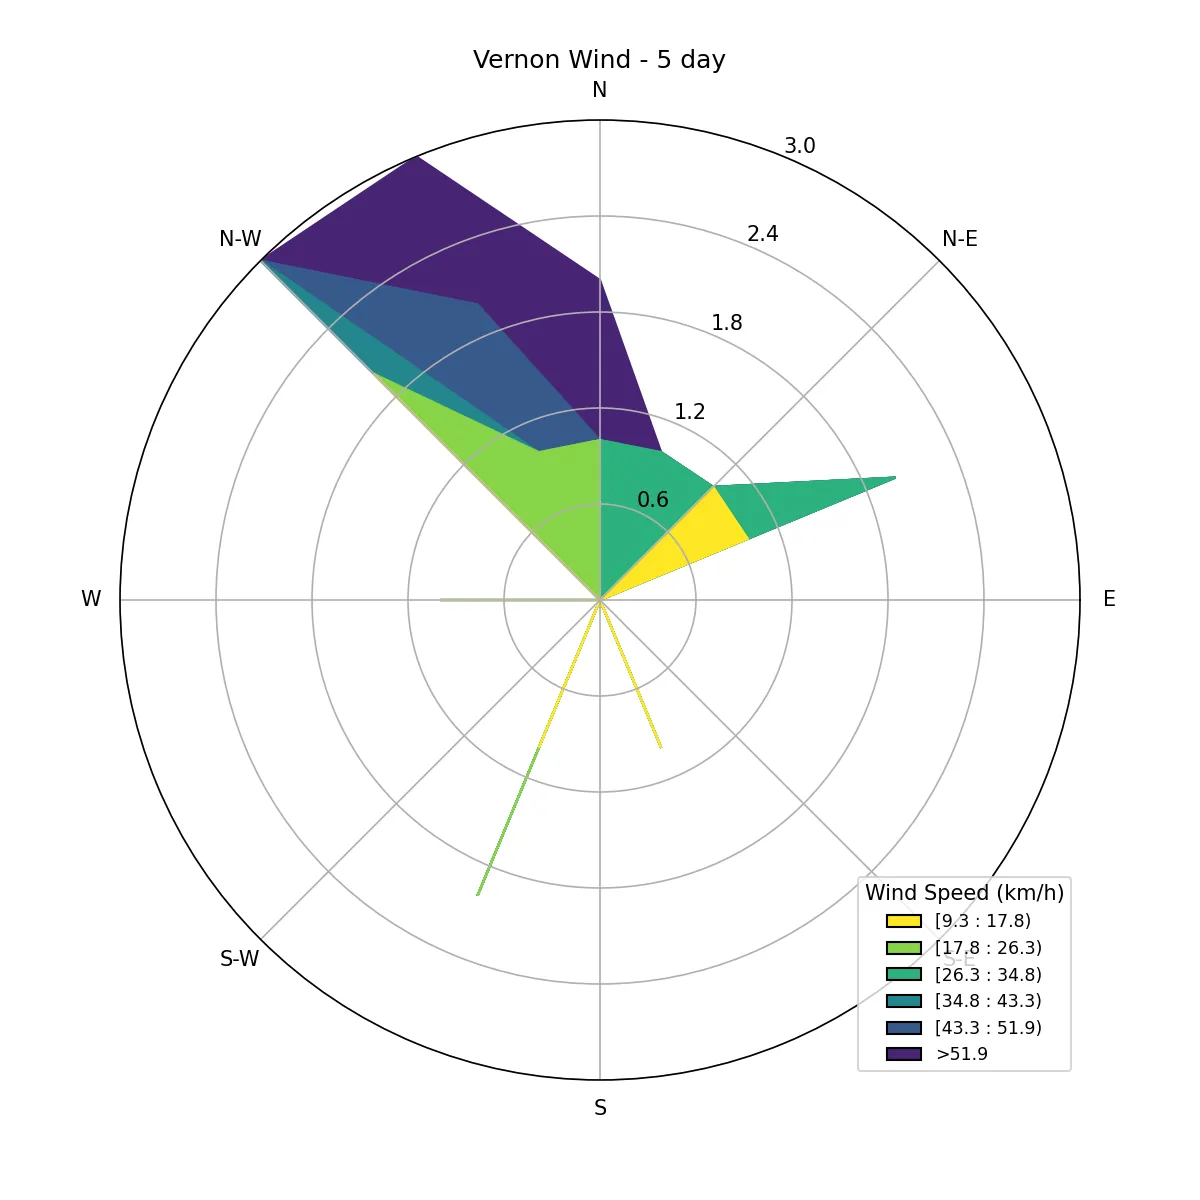 Vernon Wind - 5 day
N
3.0
2.4
N-W
N-E
1.8
1.2
0.6
W
E
Wind Speed (km/h)
[9.3 : 17.8)
[17.8 : 26.3)
S-W
S-E
[26.3 : 34.8)
[34.8 : 43.3)
[43.3 : 51.9)
>51.9
S